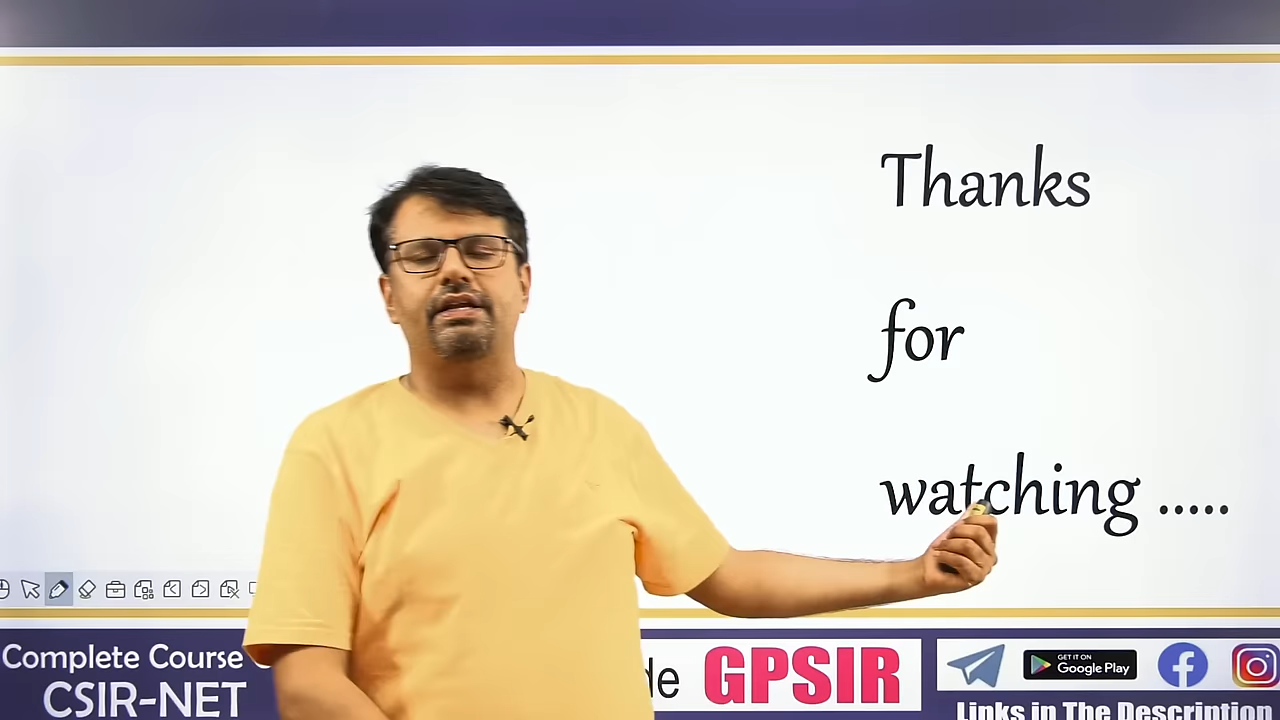 Thanks
for
watching .....
Complete Course
CSIR-NET
de GPSIR
GET IT ON
Google Play
Links in The Description